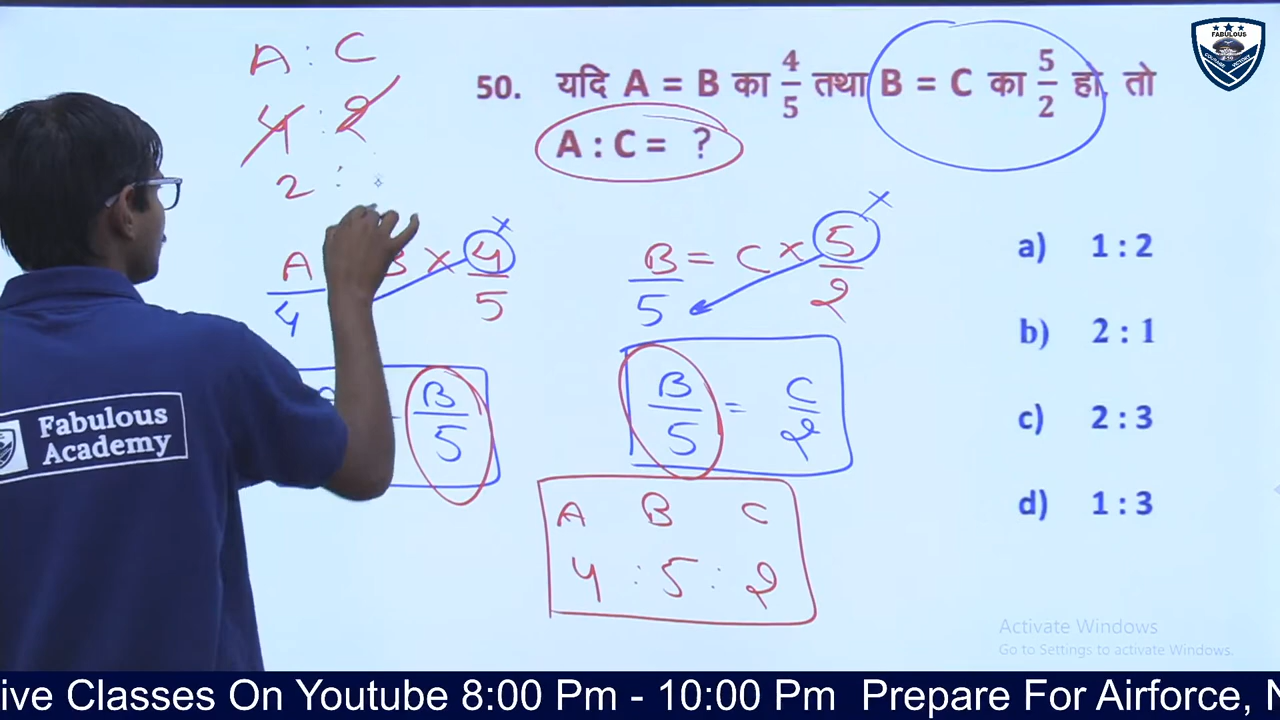 A : C
4 : 2
2 :
50. यदि A = B का 4/5 तथा B = C का 5/2 हो, तो
A : C = ?
A/4 B × 4/5
B/5 = C × 5/2
B/5
B/5 = C/2
A B C
4 : 5 : 2
a) 1 : 2
b) 2 : 1
c) 2 : 3
d) 1 : 3
FABULOUS
Fabulous
Academy
Activate Windows
Go to Settings to activate Windows.
ive Classes On Youtube 8:00 Pm - 10:00 Pm Prepare For Airforce, N